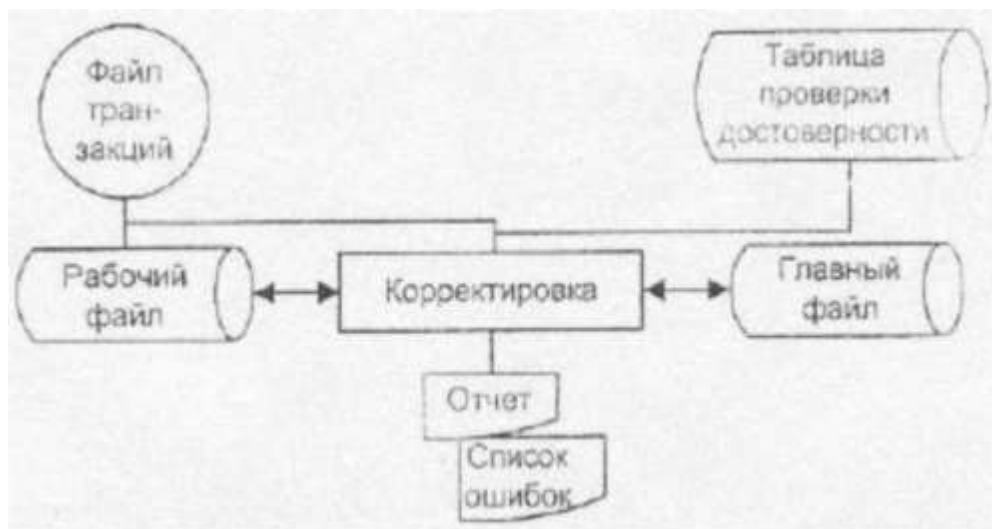 Файл
тран-
закций
Таблица
проверки
достоверности
Рабочий
файл
Корректировка
Главный
файл
Отчет
Список
ошибок